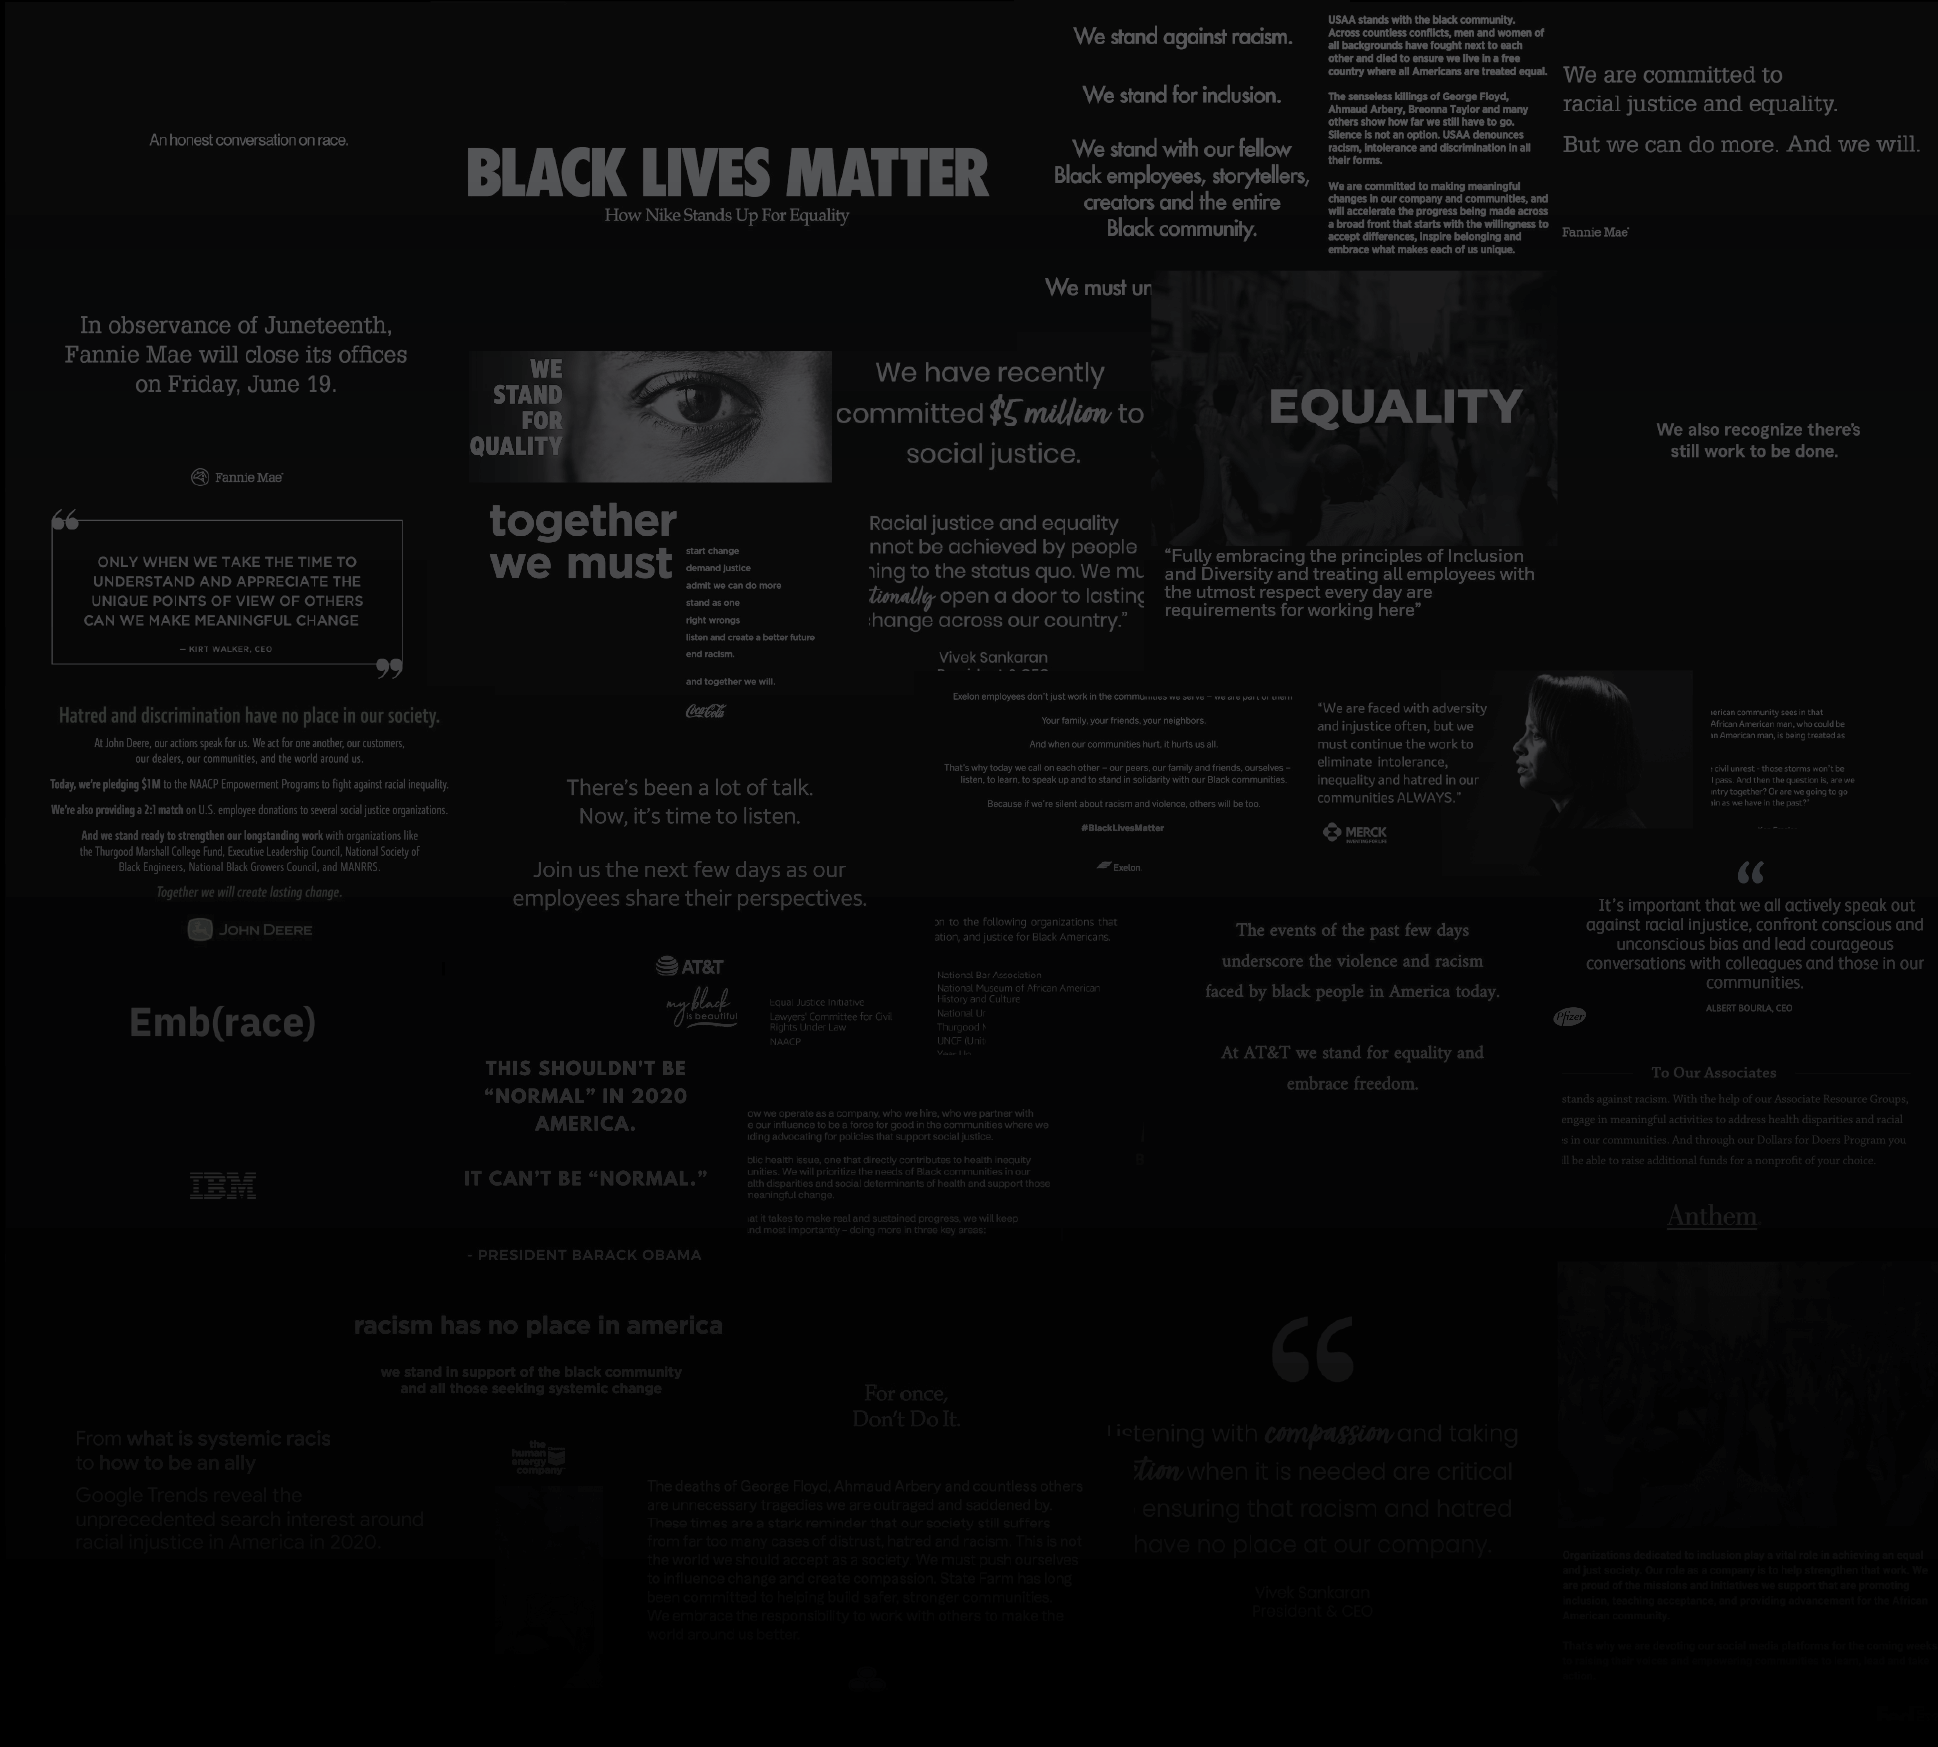 An honest conversation on race.
BLACK LIVES MATTER
How Nike Stands Up For Equality
We stand against racism.
We stand for inclusion.
We stand with our fellow
Black employees, storytellers,
creators and the entire
Black community.
We must
USAA stands with the black community.
Across countless conflicts, men and women of
all backgrounds have fought next to each
other and died to ensure we live in a free
country where all Americans are treated equal.
The senseless killings of George Floyd,
Ahmaud Arbery, Breonna Taylor and many
others show how far we still have to go.
Silence is not an option. USAA denounces
racism, intolerance and discrimination in all
their forms.
We are committed to making meaningful
changes in our company and communities, and
will accelerate the progress being made across
a broad front that starts with the willingness to
accept differences, inspire belonging and
embrace what makes each of us unique.
We are committed to
racial justice and equality.
But we can do more. And we will.
Fannie Mae
In observance of Juneteenth,
Fannie Mae will close its offices
on Friday, June 19.
Fannie Mae
WE
STAND
FOR
QUALITY
We have recently
committed $5 million to
social justice.
EQUALITY
We also recognize there's
still work to be done.
“
ONLY WHEN WE TAKE THE TIME TO
UNDERSTAND AND APPRECIATE THE
UNIQUE POINTS OF VIEW OF OTHERS
CAN WE MAKE MEANINGFUL CHANGE
— KIRT WALKER, CEO
”
together
we must
start change
demand justice
admit we can do more
stand as one
right wrongs
listen and create a better future
end racism.
and together we will.
Coca-Cola
Racial justice and equality
nnot be achieved by people
ning to the status quo. We mu
tionally open a door to lasting
hange across our country.”
Vivek Sankaran
“Fully embracing the principles of Inclusion
and Diversity and treating all employees with
the utmost respect every day are
requirements for working here”
Hatred and discrimination have no place in our society.
At John Deere, our actions speak for us. We act for one another, our customers,
our dealers, our communities, and the world around us.
Today, we're pledging $1M to the NAACP Empowerment Programs to fight against racial inequality.
We're also providing a 2:1 match on U.S. employee donations to several social justice organizations.
And we stand ready to strengthen our longstanding work with organizations like
the Thurgood Marshall College Fund, Executive Leadership Council, National Society of
Black Engineers, National Black Growers Council, and MANRRS.
Together we will create lasting change.
JOHN DEERE
There's been a lot of talk.
Now, it's time to listen.
Join us the next few days as our
employees share their perspectives.
Exelon employees don't just work in the communities we serve – we are part of them
Your family, your friends, your neighbors.
And when our communities hurt, it hurts us all.
That's why today we call on each other – our peers, our family and friends, ourselves –
listen, to learn, to speak up and to stand in solidarity with our Black communities.
Because if we're silent about racism and violence, others will be too.
#BlackLivesMatter
Exelon
“We are faced with adversity
and injustice often, but we
must continue the work to
eliminate intolerance,
inequality and hatred in our
communities ALWAYS.”
MERCK
INVENTING FOR LIFE
erican community sees in that
African American man, who could be
an American man, is being treated as
civil unrest - those storms won't be
l pass. And then the question is, are we
ntry together? Or are we going to go
ain as we have in the past?”
“
It's important that we all actively speak out
against racial injustice, confront conscious and
unconscious bias and lead courageous
conversations with colleagues and those in our
communities.
ALBERT BOURLA, CEO
Pfizer
AT&T
my black
is beautiful
on to the following organizations that
ation, and justice for Black Americans.
Equal Justice Initiative
Lawyers' Committee for Civil
Rights Under Law
NAACP
National Bar Association
National Museum of African American
History and Culture
National Ur
Thurgood M
UNCF (Unit
Year Up
The events of the past few days
underscore the violence and racism
faced by black people in America today.
At AT&T we stand for equality and
embrace freedom.
Emb(race)
IBM
THIS SHOULDN'T BE
“NORMAL” IN 2020
AMERICA.
IT CAN'T BE “NORMAL.”
- PRESIDENT BARACK OBAMA
ow we operate as a company, who we hire, who we partner with
e our influence to be a force for good in the communities where we
ding advocating for policies that support social justice.
blic health issue, one that directly contributes to health inequity
unities. We will prioritize the needs of Black communities in our
alth disparities and social determinants of health and support those
meaningful change.
at it takes to make real and sustained progress, we will keep
nd most importantly – doing more in three key areas:
To Our Associates
stands against racism. With the help of our Associate Resource Groups,
engage in meaningful activities to address health disparities and racial
s in our communities. And through our Dollars for Doers Program you
ll be able to raise additional funds for a nonprofit of your choice.
Anthem
racism has no place in america
we stand in support of the black community
and all those seeking systemic change
the
human
energy
company
From what is systemic racis
to how to be an ally
Google Trends reveal the
unprecedented search interest around
racial injustice in America in 2020.
For once,
Don't Do It.
The deaths of George Floyd, Ahmaud Arbery and countless others
are unnecessary tragedies we are outraged and saddened by.
These times are a stark reminder that our society still suffers
from far too many cases of distrust, hatred and racism. This is not
the world we should accept as a society. We must push ourselves
to influence change and create compassion. State Farm has long
been committed to helping build safer, stronger communities.
We embrace the responsibility to work with others to make the
world around us better.
“
Listening with compassion and taking
tion when it is needed are critical
ensuring that racism and hatred
have no place at our company.
Vivek Sankaran
President & CEO
Organizations dedicated to inclusion play a vital role in achieving an equal
and just society. Our role as a company is to help strengthen that work. We
are proud of the missions and initiatives we support that are promoting
inclusion, teaching acceptance, and providing advancement for the African
American community.
That's why we are devoting our social media platforms for the coming